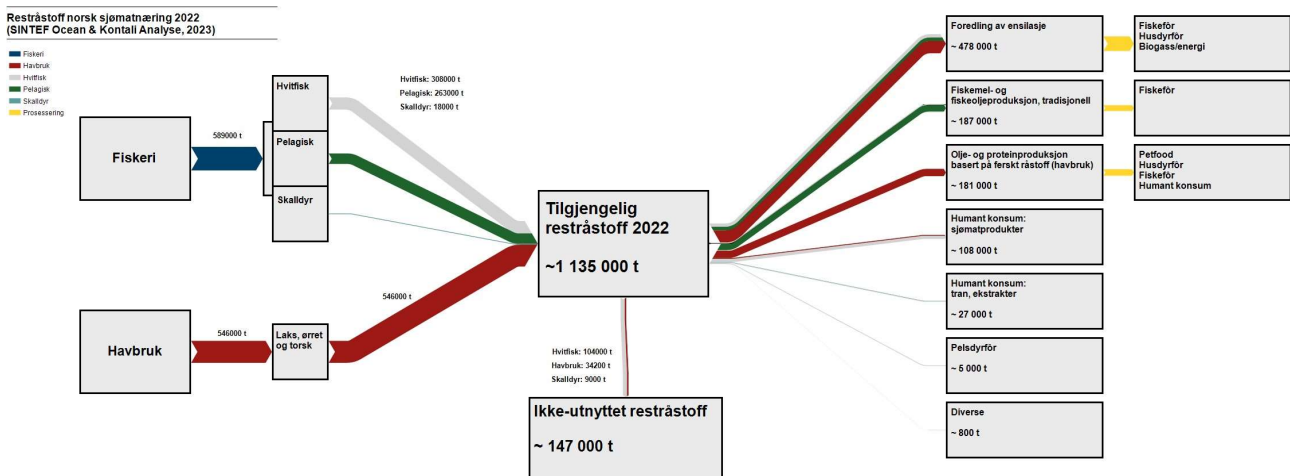 Restråstoff norsk sjømatnæring 2022
(SINTEF Ocean & Kontali Analyse, 2023)
Fiskeri
Havbruk
Hvitfisk
Pelagisk
Skalldyr
Prosessering
Fiskeri
589000 t
Hvitfisk
Pelagisk
Skalldyr
Hvitfisk: 308000 t
Pelagisk: 263000 t
Skalldyr: 18000 t
Havbruk
546000 t
Laks, ørret
og torsk
546000 t
Tilgjengelig
restråstoff 2022
~1 135 000 t
Hvitfisk: 104000 t
Havbruk: 34200 t
Skalldyr: 9000 t
Ikke-utnyttet restråstoff
~ 147 000 t
Foredling av ensilasje
~ 478 000 t
Fiskefôr
Husdyrfôr
Biogass/energi
Fiskemel- og
fiskeoljeproduksjon, tradisjonell
~ 187 000 t
Fiskefôr
Olje- og proteinproduksjon
basert på ferskt råstoff (havbruk)
~ 181 000 t
Petfood
Husdyrfôr
Fiskefôr
Humant konsum
Humant konsum:
sjømatprodukter
~ 108 000 t
Humant konsum:
tran, ekstrakter
~ 27 000 t
Pelsdyrfôr
~ 5 000 t
Diverse
~ 800 t